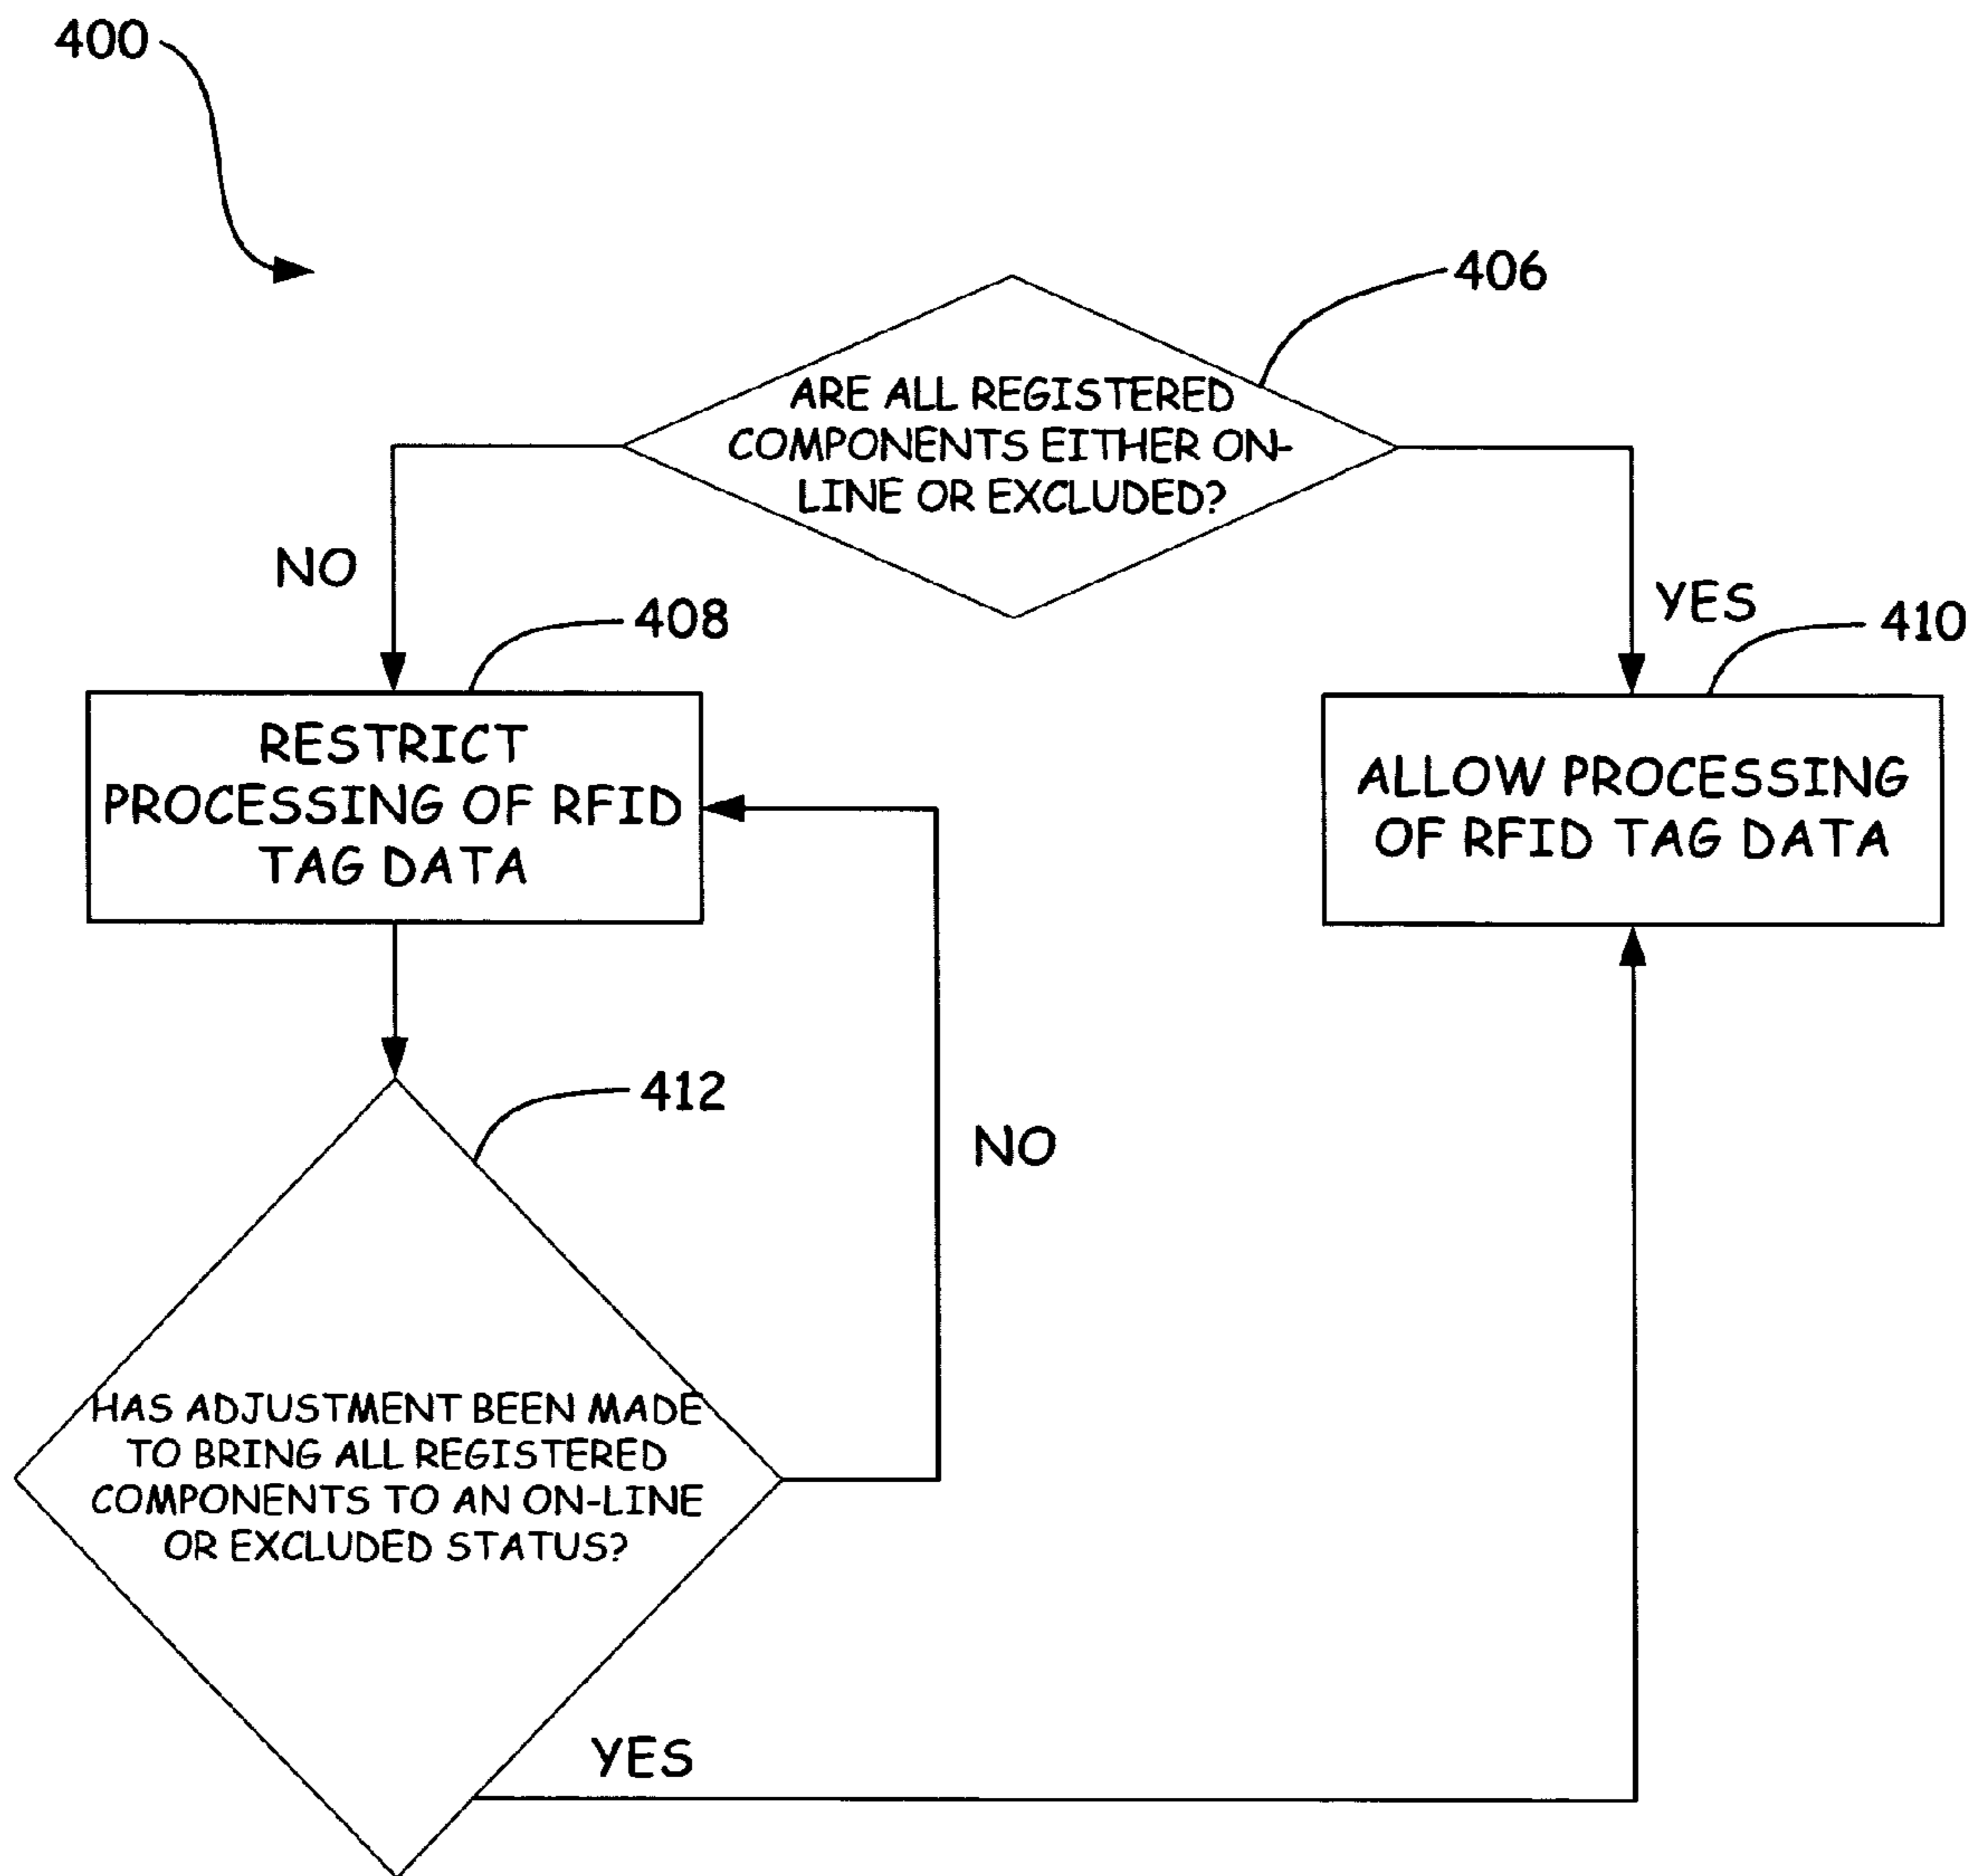 400
406
ARE ALL REGISTERED
COMPONENTS EITHER ON-
LINE OR EXCLUDED?
NO
YES
408
410
RESTRICT
PROCESSING OF RFID
TAG DATA
ALLOW PROCESSING
OF RFID TAG DATA
412
NO
HAS ADJUSTMENT BEEN MADE
TO BRING ALL REGISTERED
COMPONENTS TO AN ON-LINE
OR EXCLUDED STATUS?
YES